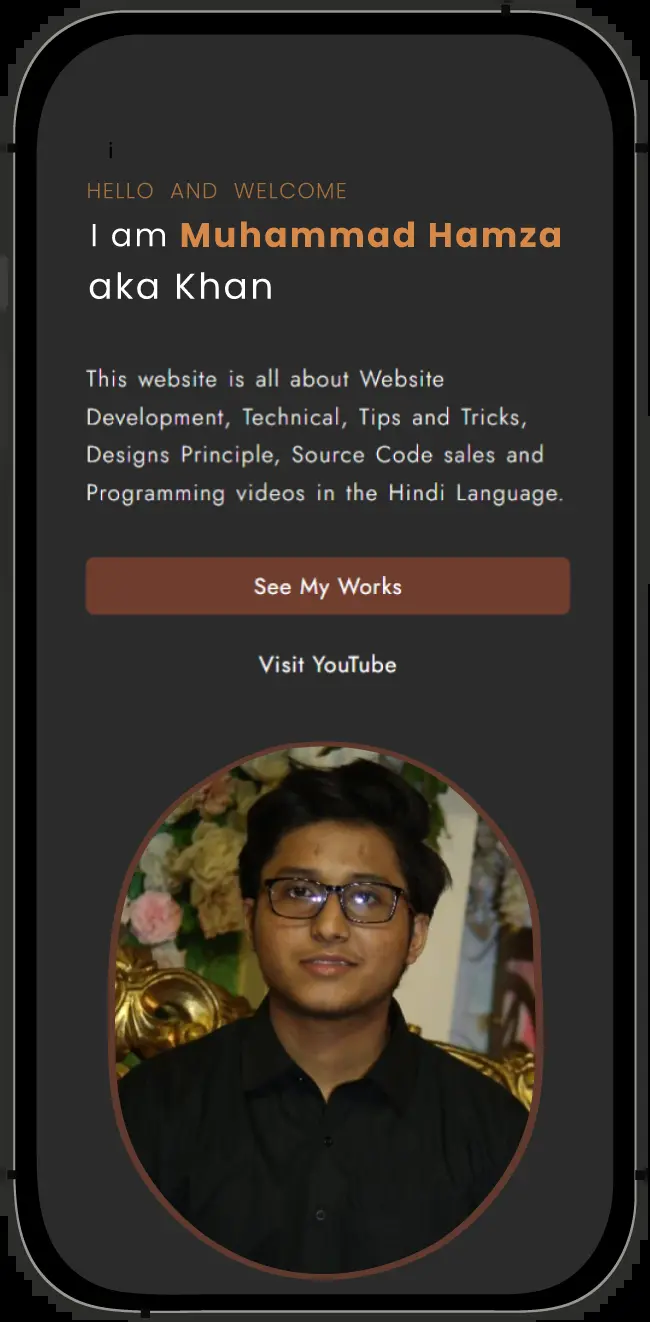 i
HELLO AND WELCOME
I am Muhammad Hamza
aka Khan
This website is all about Website
Development, Technical, Tips and Tricks,
Designs Principle, Source Code sales and
Programming videos in the Hindi Language.
See My Works
Visit YouTube